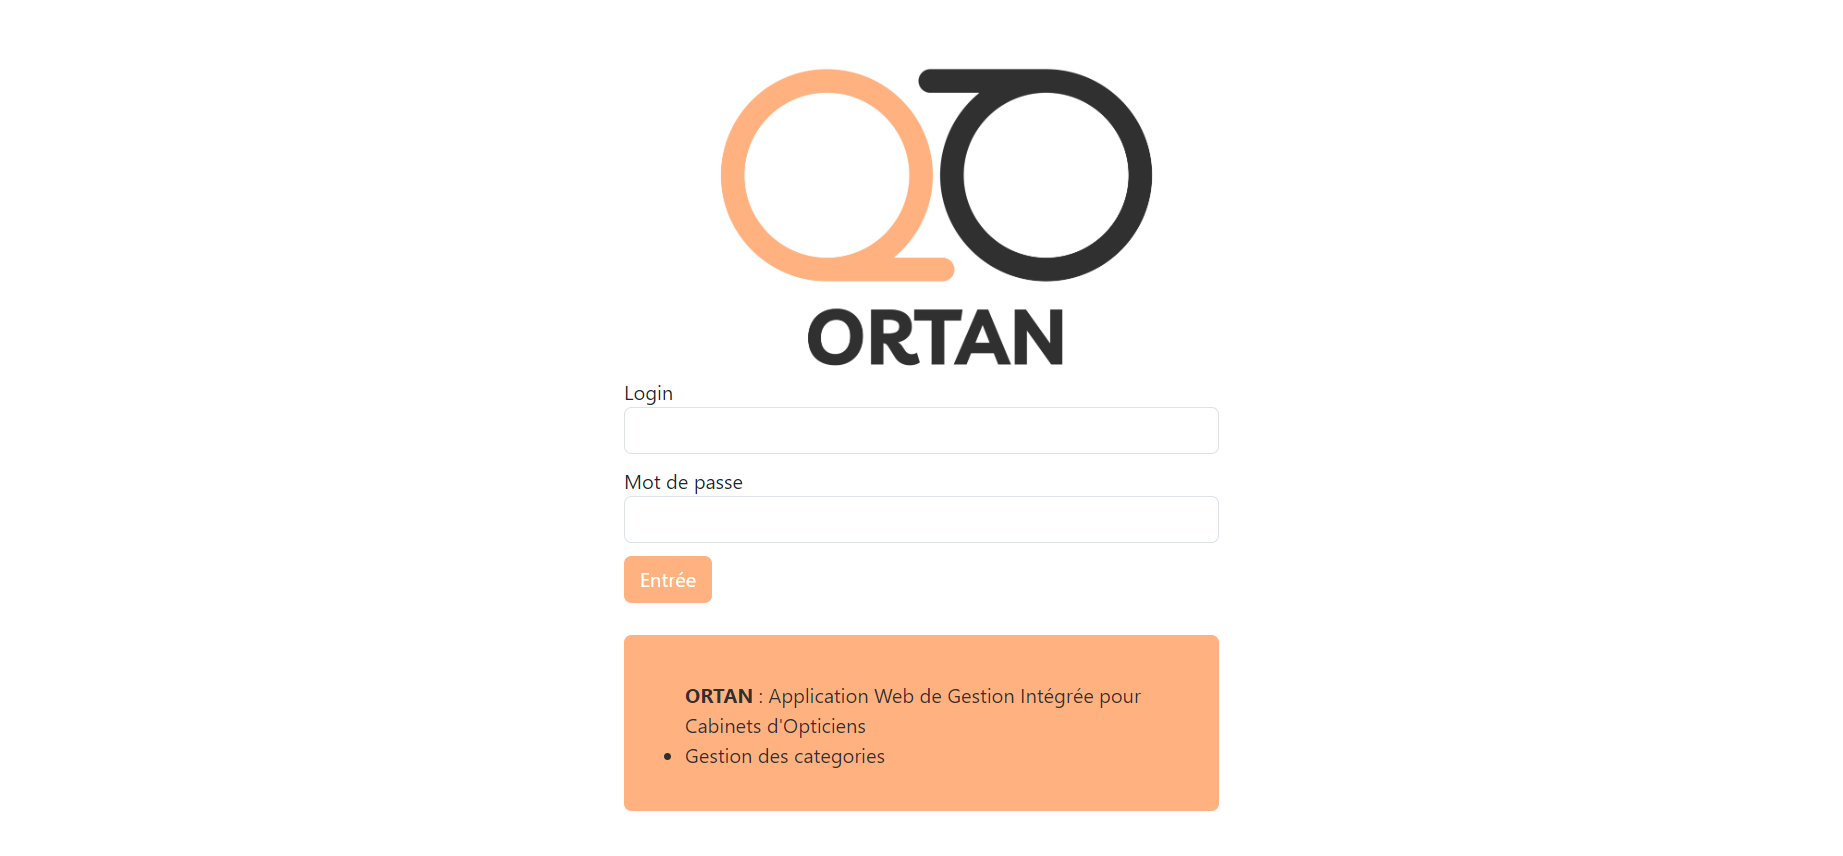 ORTAN
Login
Mot de passe
Entrée
ORTAN : Application Web de Gestion Intégrée pour
Cabinets d'Opticiens
• Gestion des categories